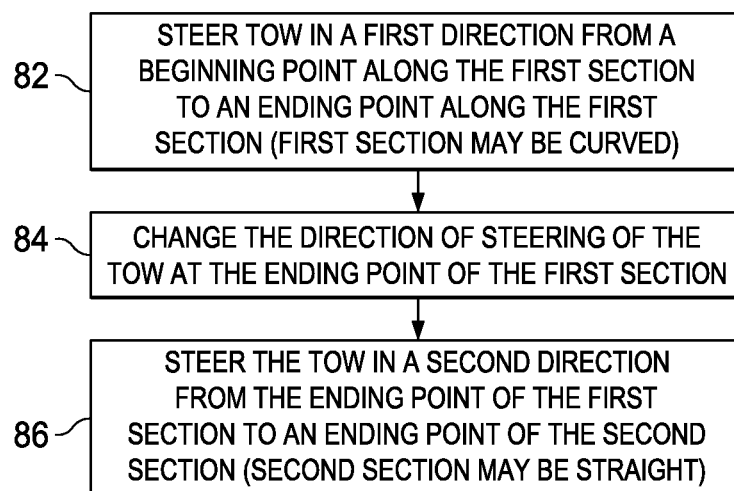 STEER TOW IN A FIRST DIRECTION FROM A
BEGINNING POINT ALONG THE FIRST SECTION
82
TO AN ENDING POINT ALONG THE FIRST
SECTION (FIRST SECTION MAY BE CURVED)
84
CHANGE THE DIRECTION OF STEERING OF THE
TOW AT THE ENDING POINT OF THE FIRST SECTION
STEER THE TOW IN A SECOND DIRECTION
FROM THE ENDING POINT OF THE FIRST
86
SECTION TO AN ENDING POINT OF THE SECOND
SECTION (SECOND SECTION MAY BE STRAIGHT)